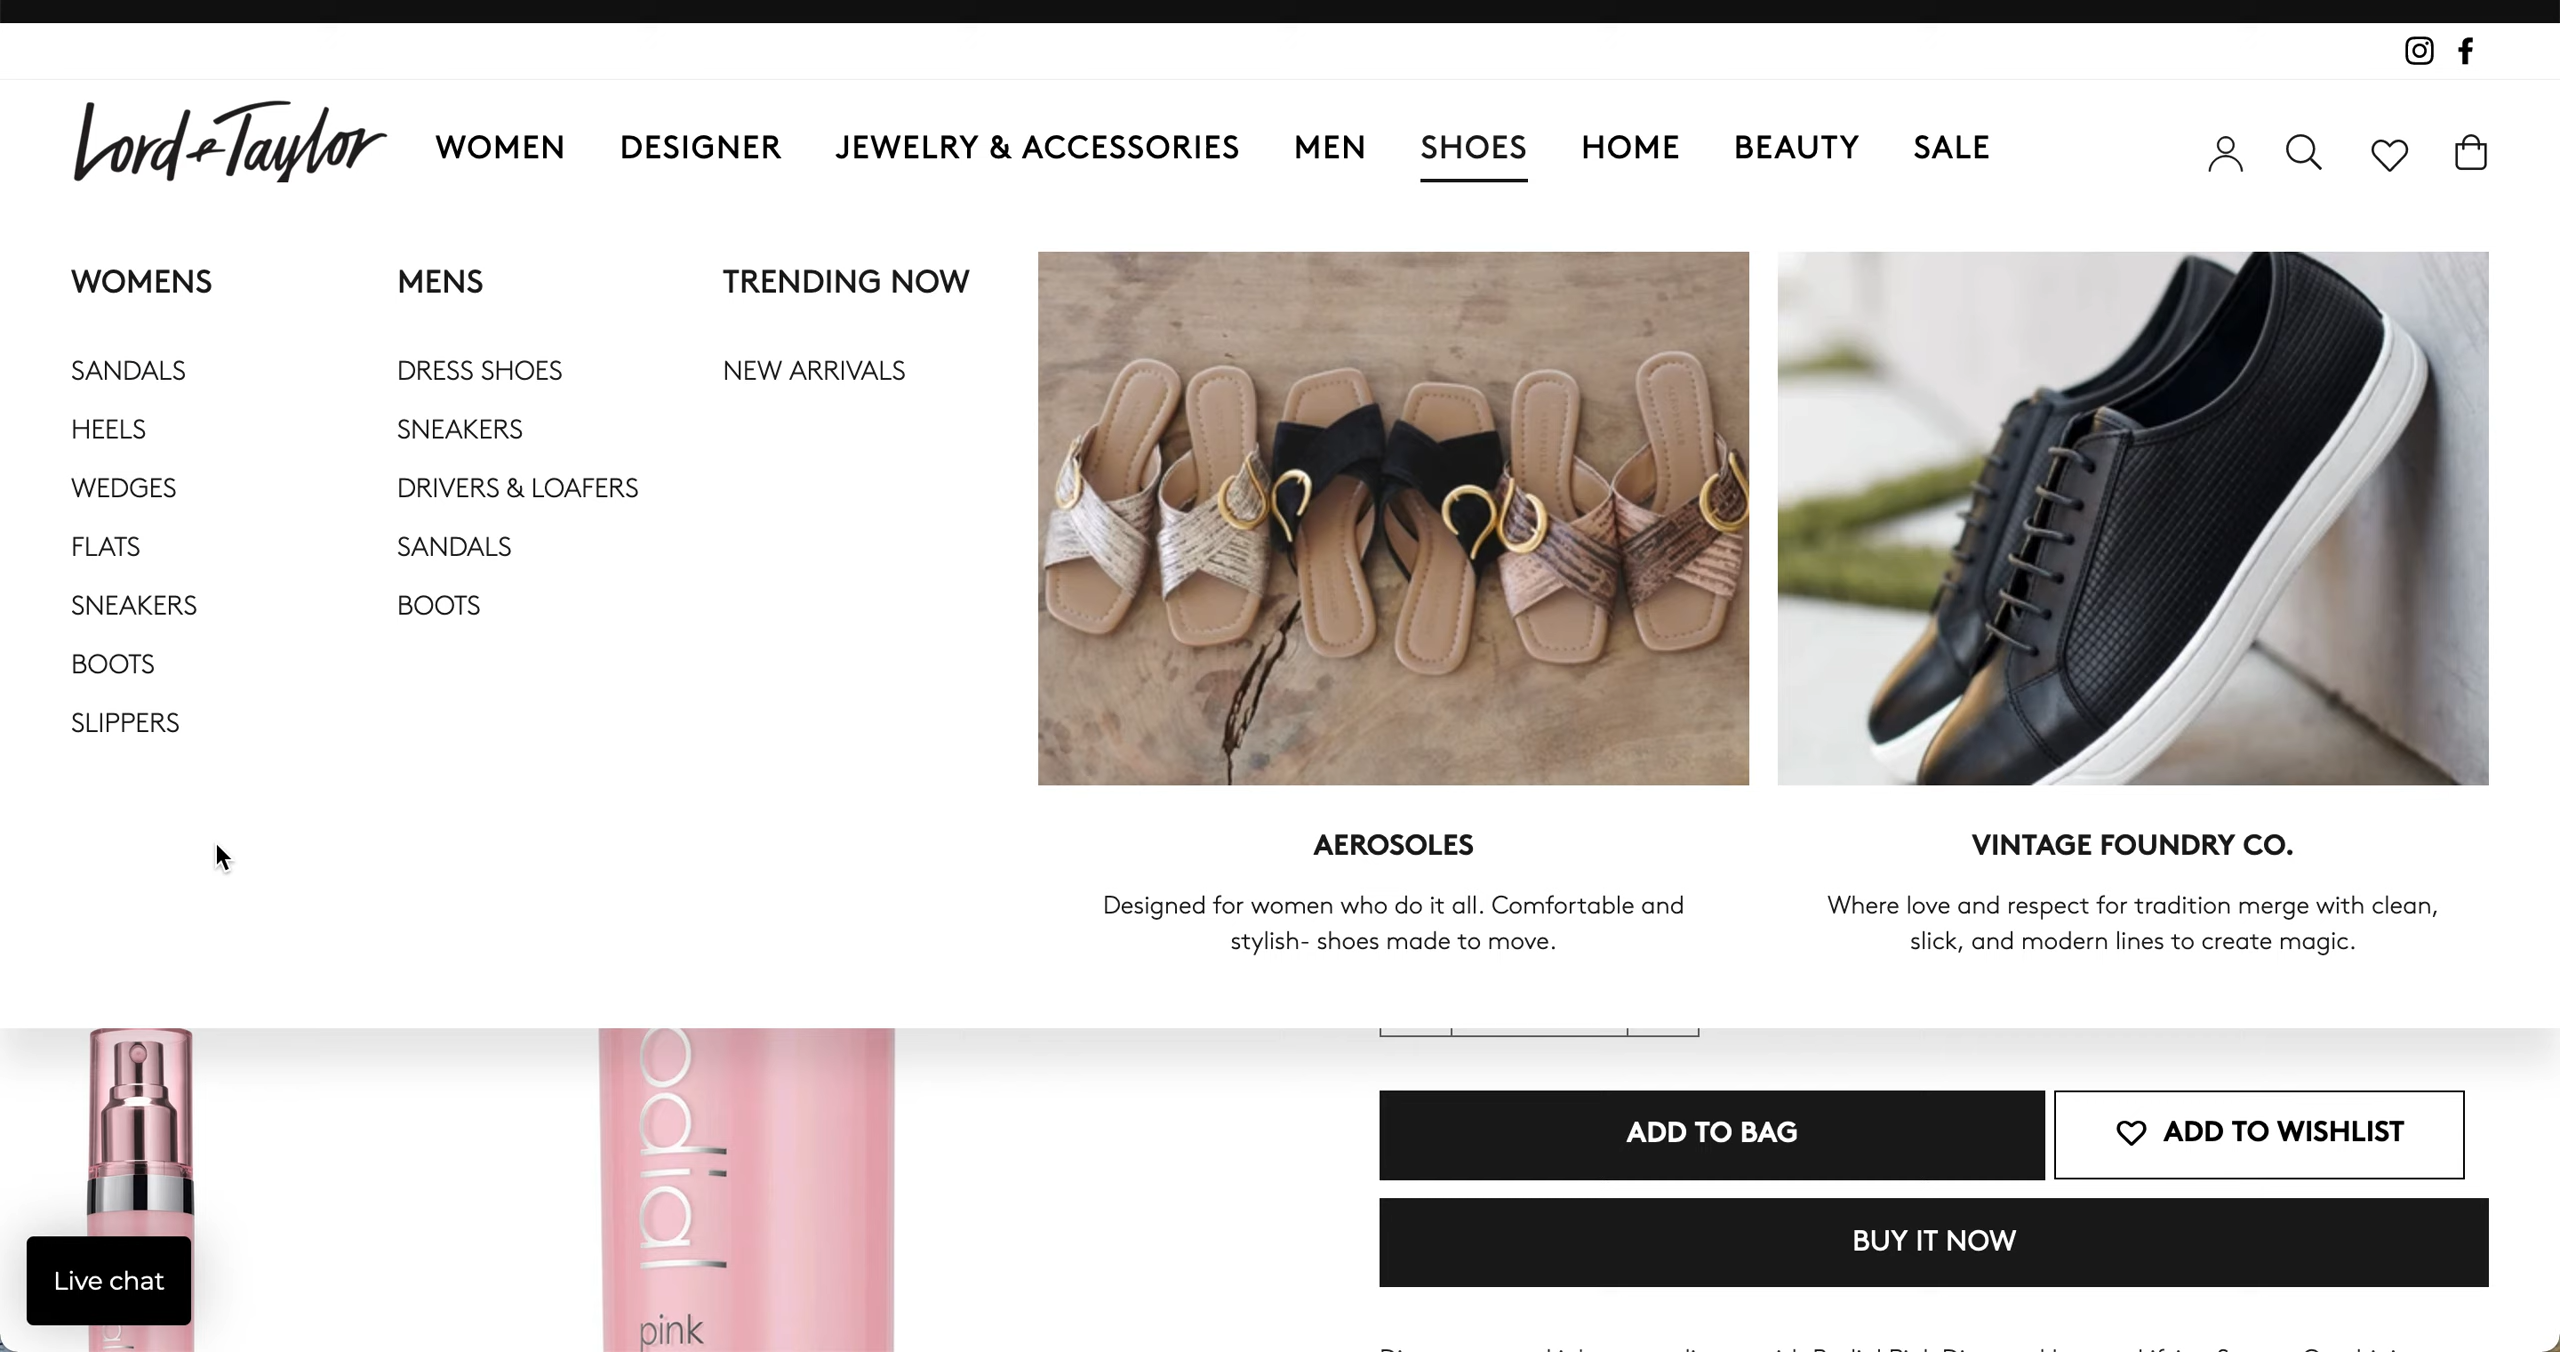 Lord & Taylor
WOMEN DESIGNER JEWELRY & ACCESSORIES MEN SHOES HOME BEAUTY SALE
WOMENS
SANDALS
HEELS
WEDGES
FLATS
SNEAKERS
BOOTS
SLIPPERS
MENS
DRESS SHOES
SNEAKERS
DRIVERS & LOAFERS
SANDALS
BOOTS
TRENDING NOW
NEW ARRIVALS
AEROSOLES
Designed for women who do it all. Comfortable and
stylish- shoes made to move.
VINTAGE FOUNDRY CO.
Where love and respect for tradition merge with clean,
slick, and modern lines to create magic.
odial
pink
ADD TO BAG
ADD TO WISHLIST
BUY IT NOW
Live chat